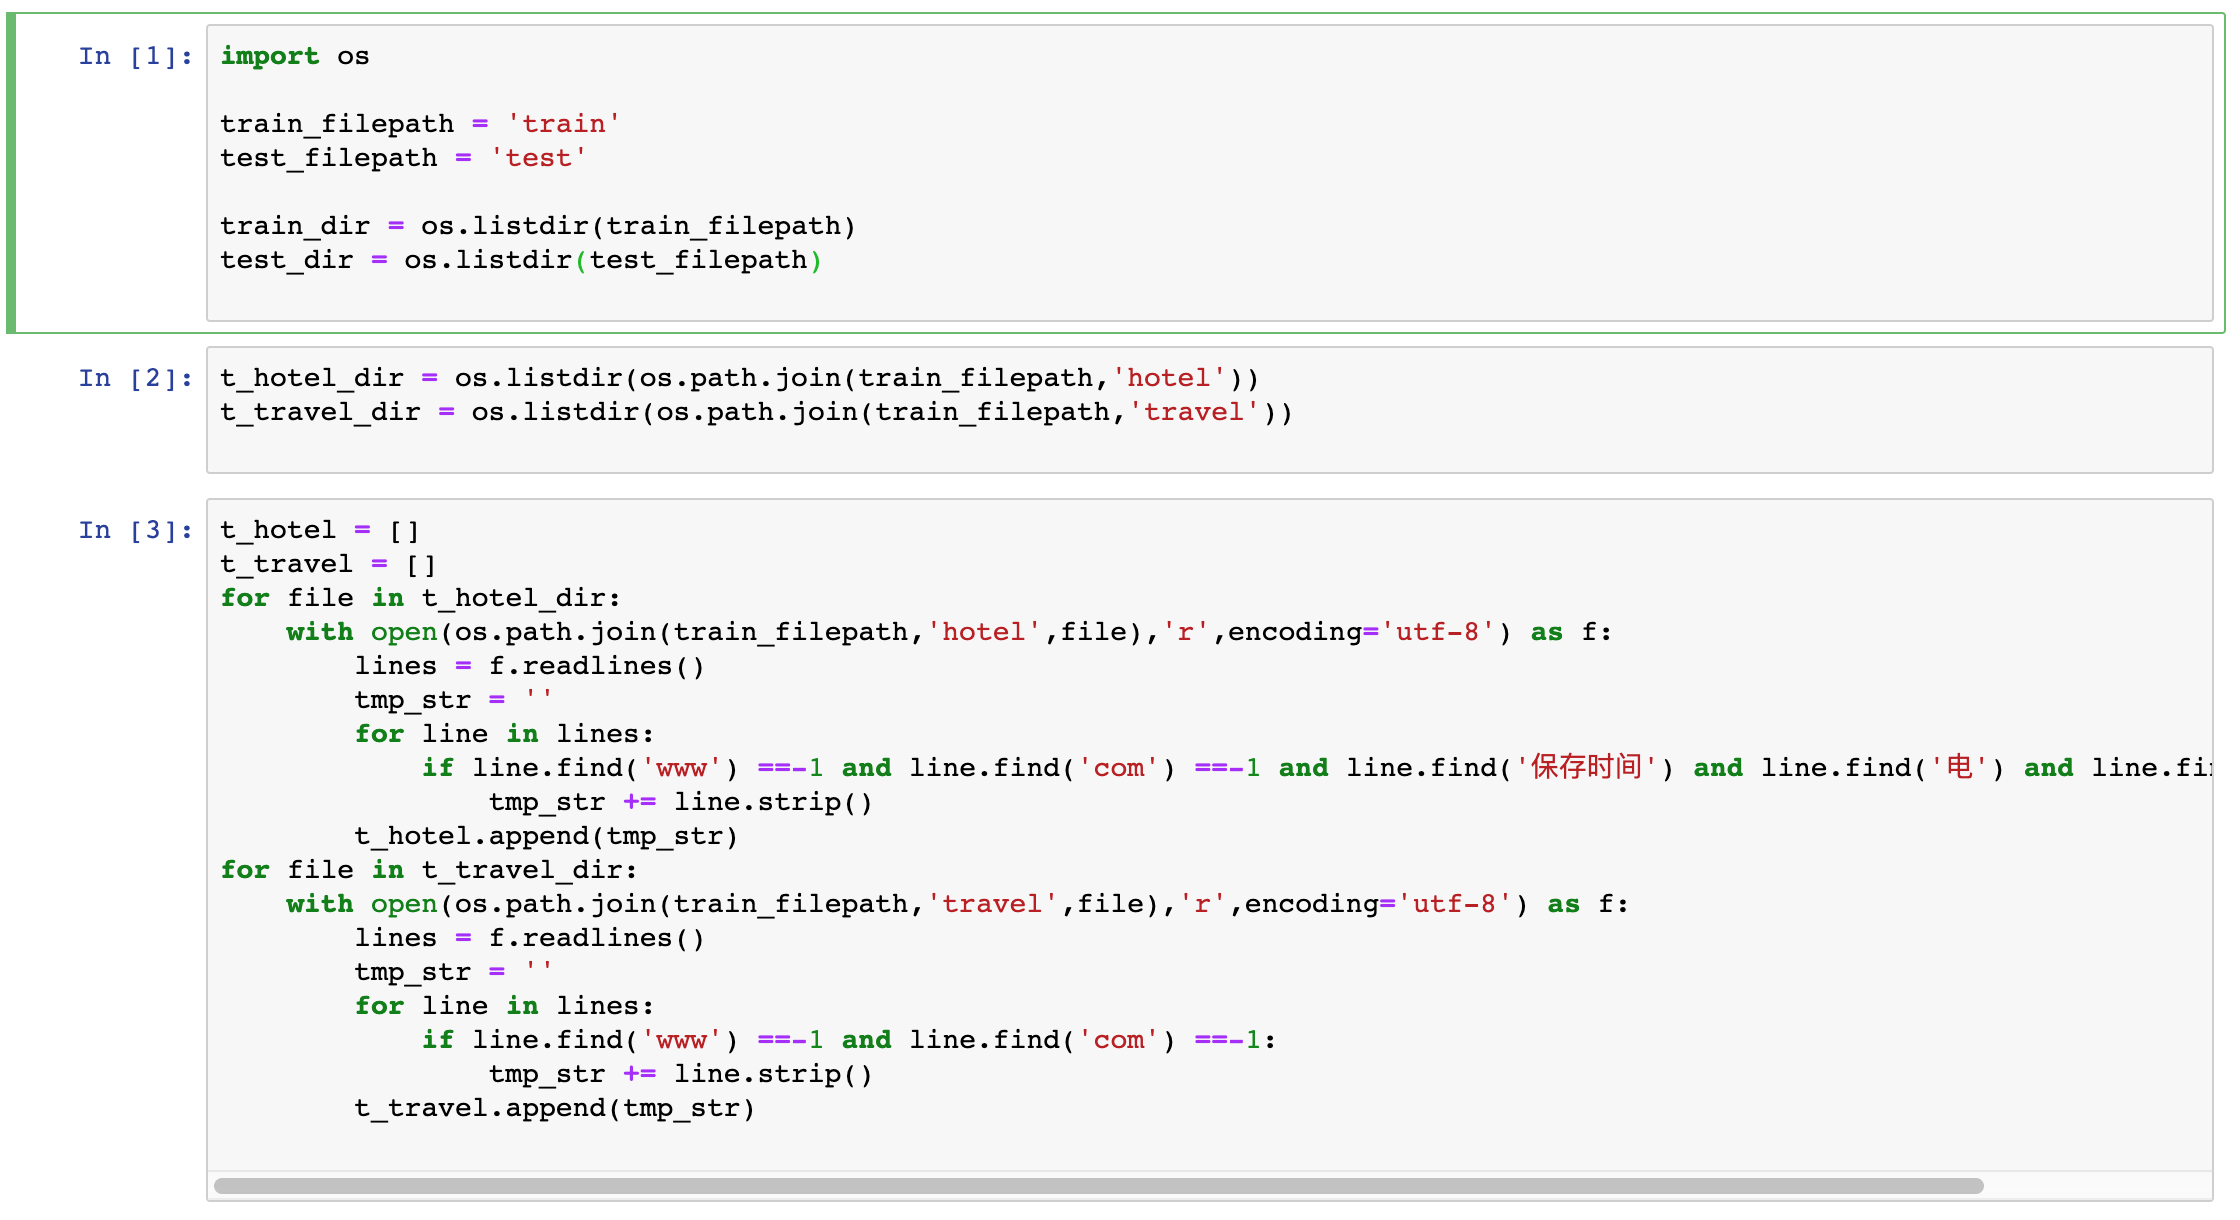 In [1]:
import os
train_filepath = 'train'
test_filepath = 'test'
train_dir = os.listdir(train_filepath)
test_dir = os.listdir(test_filepath)
In [2]:
t_hotel_dir = os.listdir(os.path.join(train_filepath,'hotel'))
t_travel_dir = os.listdir(os.path.join(train_filepath,'travel'))
In [3]:
t_hotel = []
t_travel = []
for file in t_hotel_dir:
    with open(os.path.join(train_filepath,'hotel',file),'r',encoding='utf-8') as f:
        lines = f.readlines()
        tmp_str = ''
        for line in lines:
            if line.find('www') ==-1 and line.find('com') ==-1 and line.find('保存时间') and line.find('电') and
                tmp_str += line.strip()
        t_hotel.append(tmp_str)
for file in t_travel_dir:
    with open(os.path.join(train_filepath,'travel',file),'r',encoding='utf-8') as f:
        lines = f.readlines()
        tmp_str = ''
        for line in lines:
            if line.find('www') ==-1 and line.find('com') ==-1:
                tmp_str += line.strip()
        t_travel.append(tmp_str)